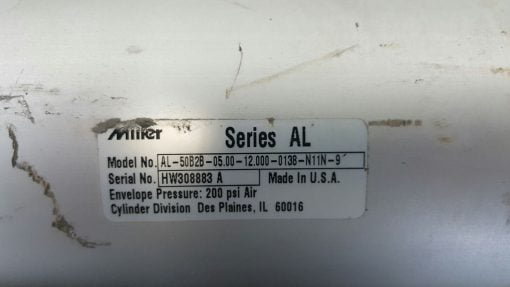 Miller Series AL
Model No. AL-50B2B-05.00-12.000-0138-N11N-9
Serial No. HW308883 A Made In U.S.A.
Envelope Pressure: 200 psi Air
Cylinder Division Des Plaines, IL 60016